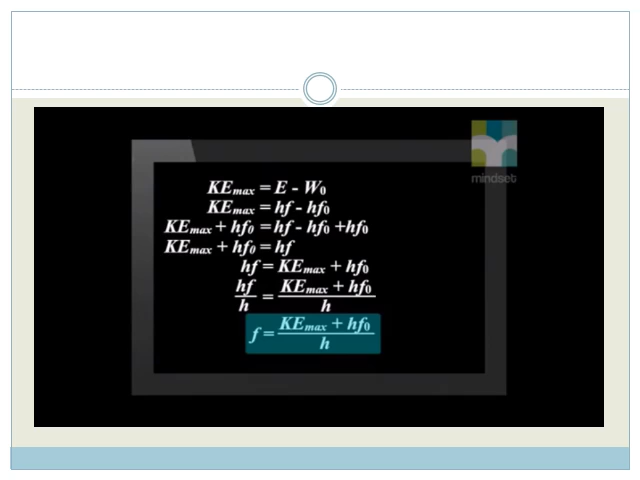 mindset
KEmax = E - W0
KEmax = hf - hf0
KEmax + hf0 = hf - hf0 +hf0
KEmax + hf0 = hf
hf = KEmax + hf0
hf/h = (KEmax + hf0)/h
f = (KEmax + hf0)/h